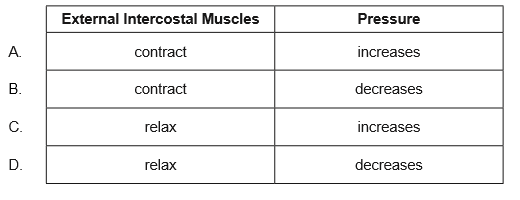 External Intercostal Muscles Pressure
A. contract increases
B. contract decreases
C. relax increases
D. relax decreases